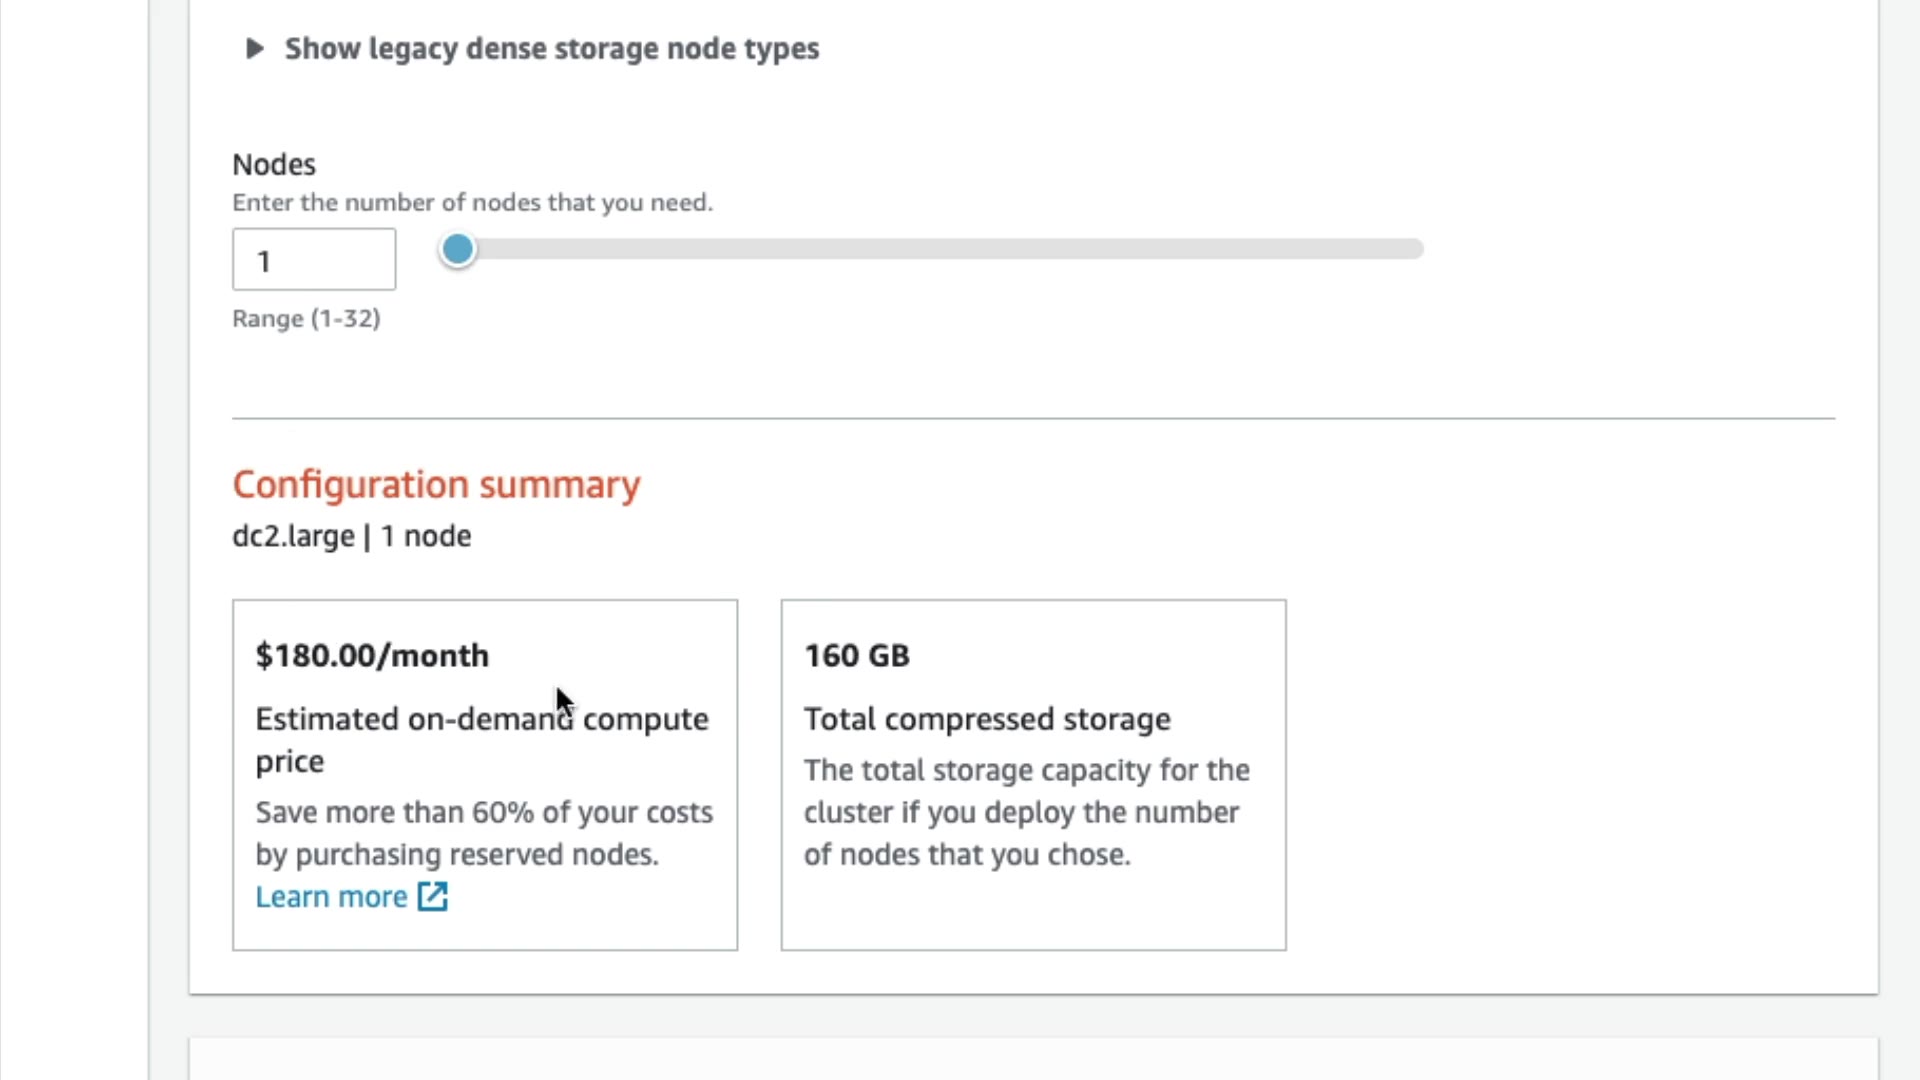 Show legacy dense storage node types
Nodes
Enter the number of nodes that you need.
1
Range (1-32)
Configuration summary
dc2.large | 1 node
$180.00/month
Estimated on-demand compute
price
Save more than 60% of your costs
by purchasing reserved nodes.
Learn more
160 GB
Total compressed storage
The total storage capacity for the
cluster if you deploy the number
of nodes that you chose.